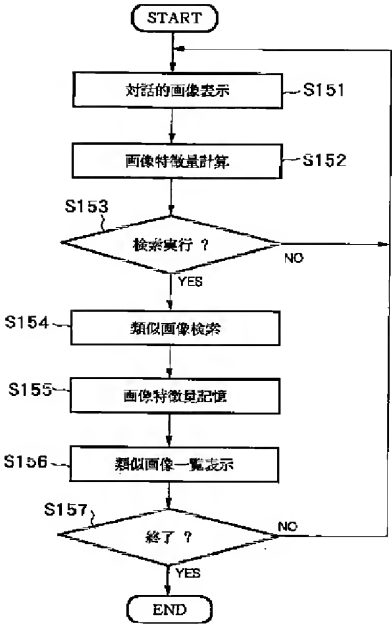 START
対話的画像表示
S151
画像特徴量計算
S152
S153
検索実行 ?
NO
YES
S154
類似画像検索
S155
画像特徴量記憶
S156
類似画像一覧表示
S157
終了 ?
NO
YES
END